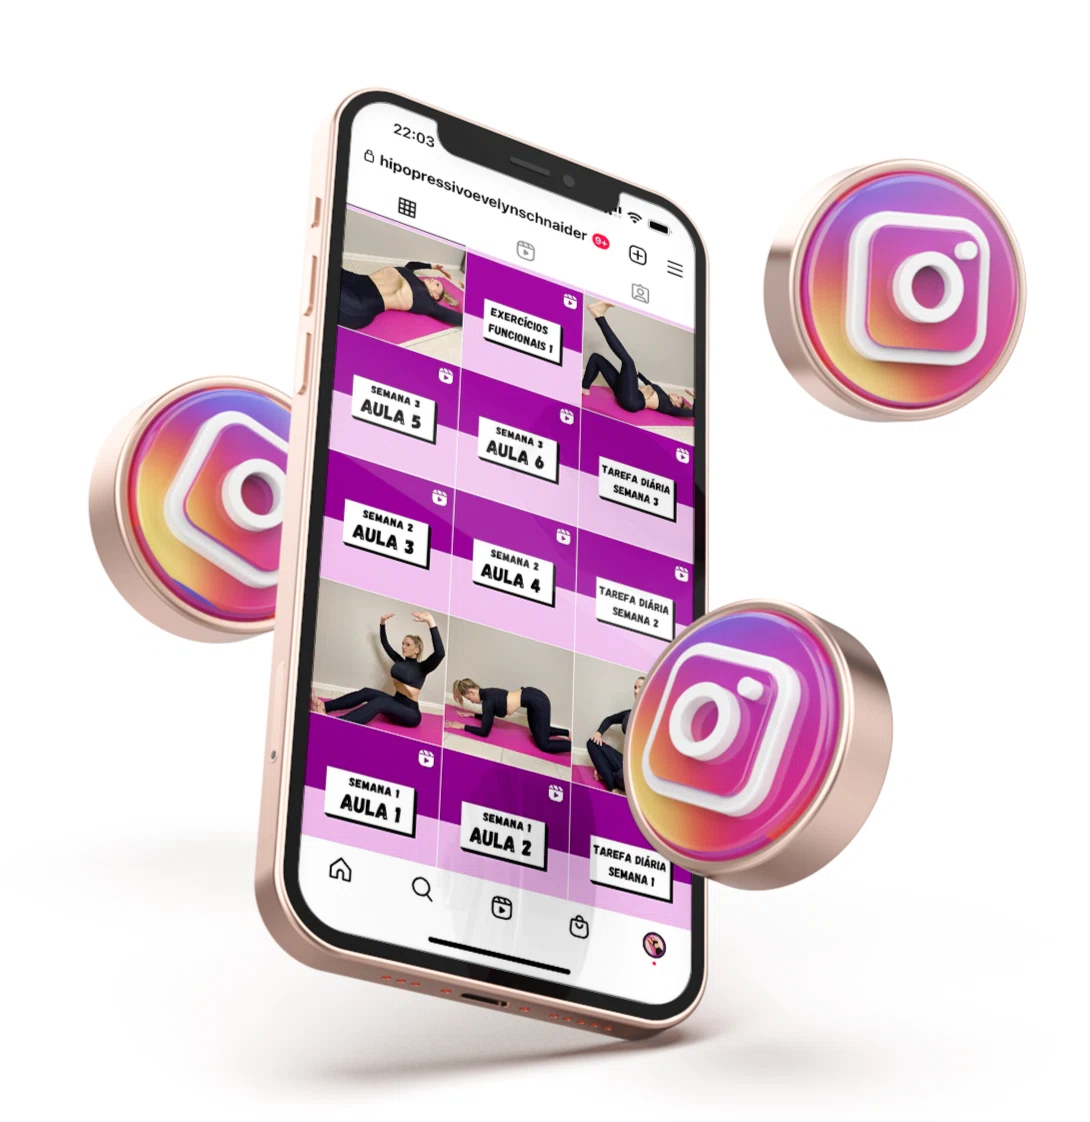 22:03
hipopressivoevelynschnaider
9+
EXERCÍCIOS
FUNCIONAIS 1
SEMANA 3
AULA 5
SEMANA 3
AULA 6
TAREFA DIÁRIA
SEMANA 3
SEMANA 2
AULA 3
SEMANA 2
AULA 4
TAREFA DIÁRIA
SEMANA 2
SEMANA 1
AULA 1
SEMANA 1
AULA 2
TAREFA DIÁRIA
SEMANA 1